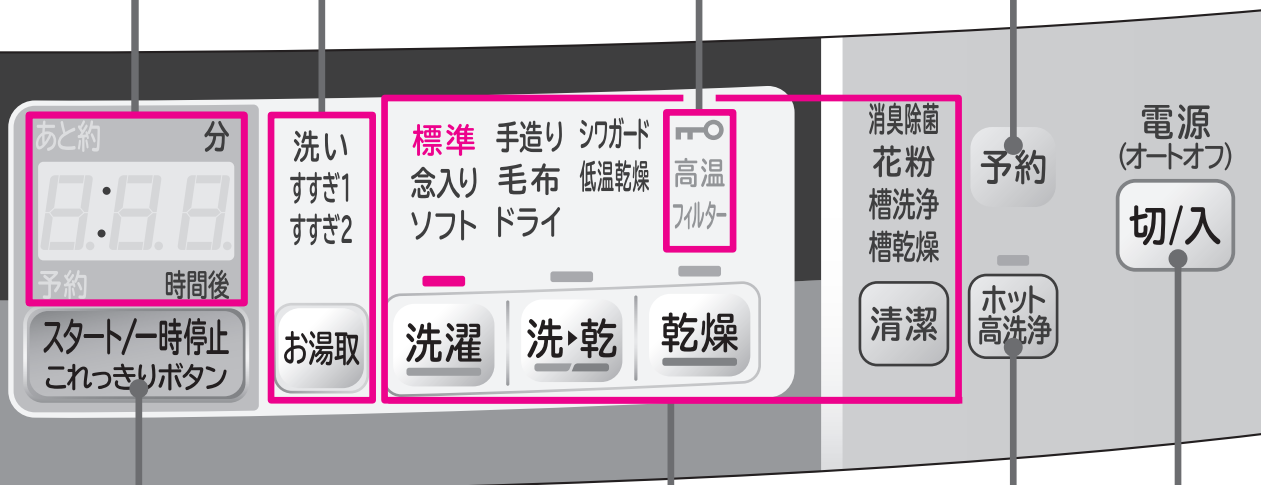 あと約 分
予約 時間後
スタート/一時停止
これっきりボタン
洗い
すすぎ1
すすぎ2
お湯取
標準 手造り シワガード
念入り 毛布 低温乾燥
ソフト ドライ
高温
フィルター
洗濯
洗▸乾
乾燥
消臭除菌
花粉
槽洗浄
槽乾燥
清潔
予約
ホット
高洗浄
電源
(オートオフ)
切/入